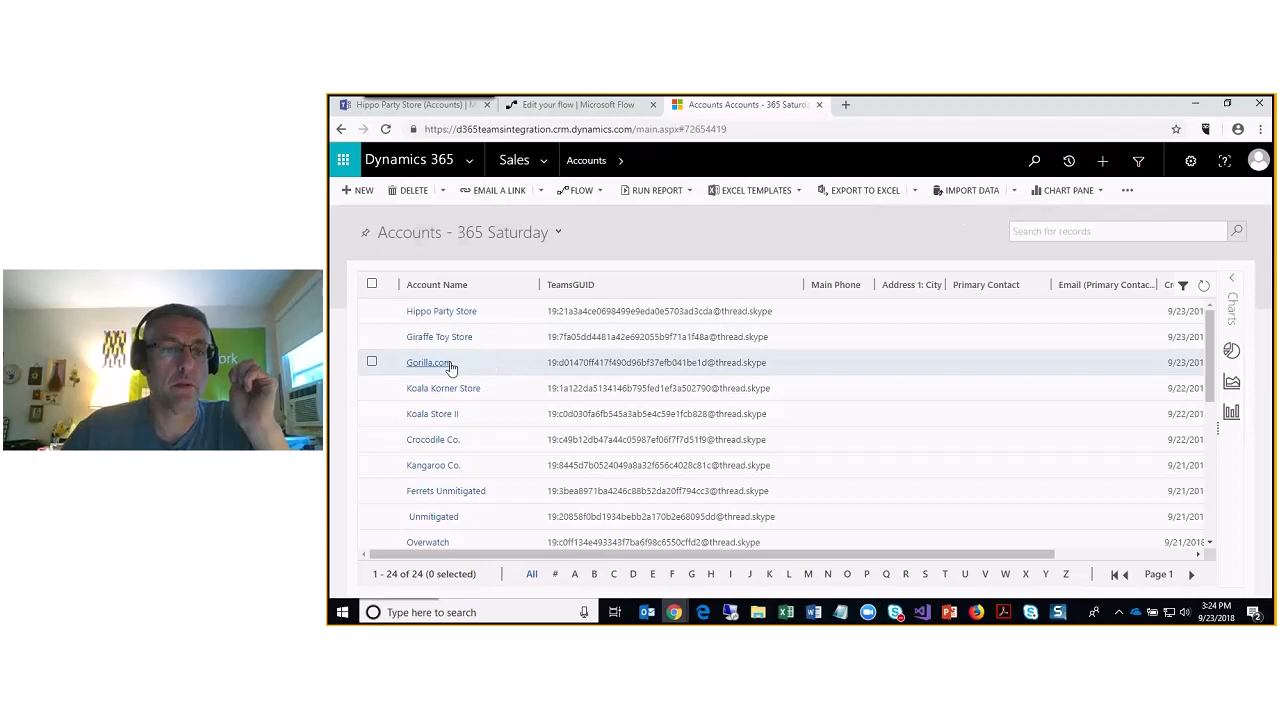 Hippo Party Store (Accounts) | M
Edit your flow | Microsoft Flow
Accounts Accounts - 365 Saturd
https://d365teamsintegration.crm.dynamics.com/main.aspx#72654419
Dynamics 365 Sales Accounts
NEW DELETE EMAIL A LINK FLOW RUN REPORT EXCEL TEMPLATES EXPORT TO EXCEL IMPORT DATA CHART PANE
Accounts - 365 Saturday
Search for records
Account Name TeamsGUID Main Phone Address 1: City Primary Contact Email (Primary Contac... Cr
Hippo Party Store 19:21a3a4ce0698499e9eda0e5703ad3cda@thread.skype 9/23/201
Giraffe Toy Store 19:7fa05dd4481a42e692055b9f71a1f48a@thread.skype 9/23/201
Gorilla.com 19:d01470ff417f490d96bf37efb041be1d@thread.skype 9/23/201
Koala Korner Store 19:1a122da5134146b795fed1ef3a502790@thread.skype 9/22/201
Koala Store II 19:c0d030fa6fb545a3ab5e4c59e1fcb828@thread.skype 9/22/201
Crocodile Co. 19:c49b12db47a44c05987ef06f7f7d51f9@thread.skype 9/22/201
Kangaroo Co. 19:8445d7b0524049a8a32f656c4028c81c@thread.skype 9/21/201
Ferrets Unmitigated 19:3bea8971ba4246c88b52da20ff794cc3@thread.skype 9/21/201
Unmitigated 19:20858f0bd1934bebb2a170b2e68095dd@thread.skype 9/21/201
Overwatch 19:c0ff134e493343f7ba6f98c6550cffd2@thread.skype 9/21/2018
Charts
1 - 24 of 24 (0 selected) All # A B C D E F G H I J K L M N O P Q R S T U V W X Y Z Page 1
Type here to search
3:24 PM
9/23/2018
2